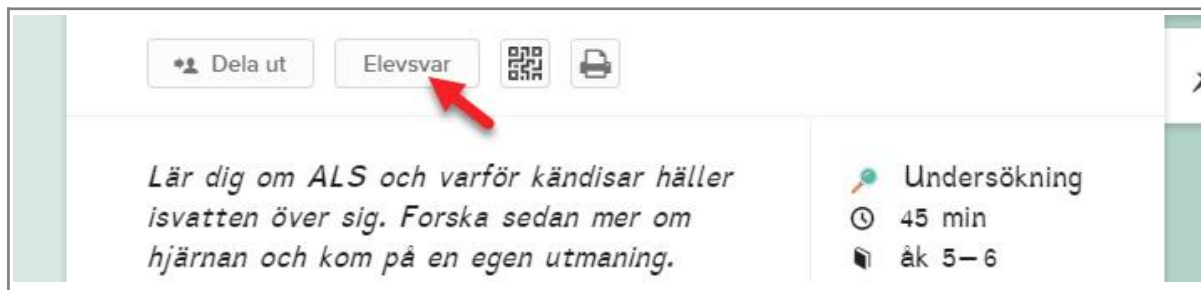 Dela ut Elevsvar
Lär dig om ALS och varför kändisar häller
isvatten över sig. Forska sedan mer om
hjärnan och kom på en egen utmaning.
Undersökning
45 min
åk 5–6